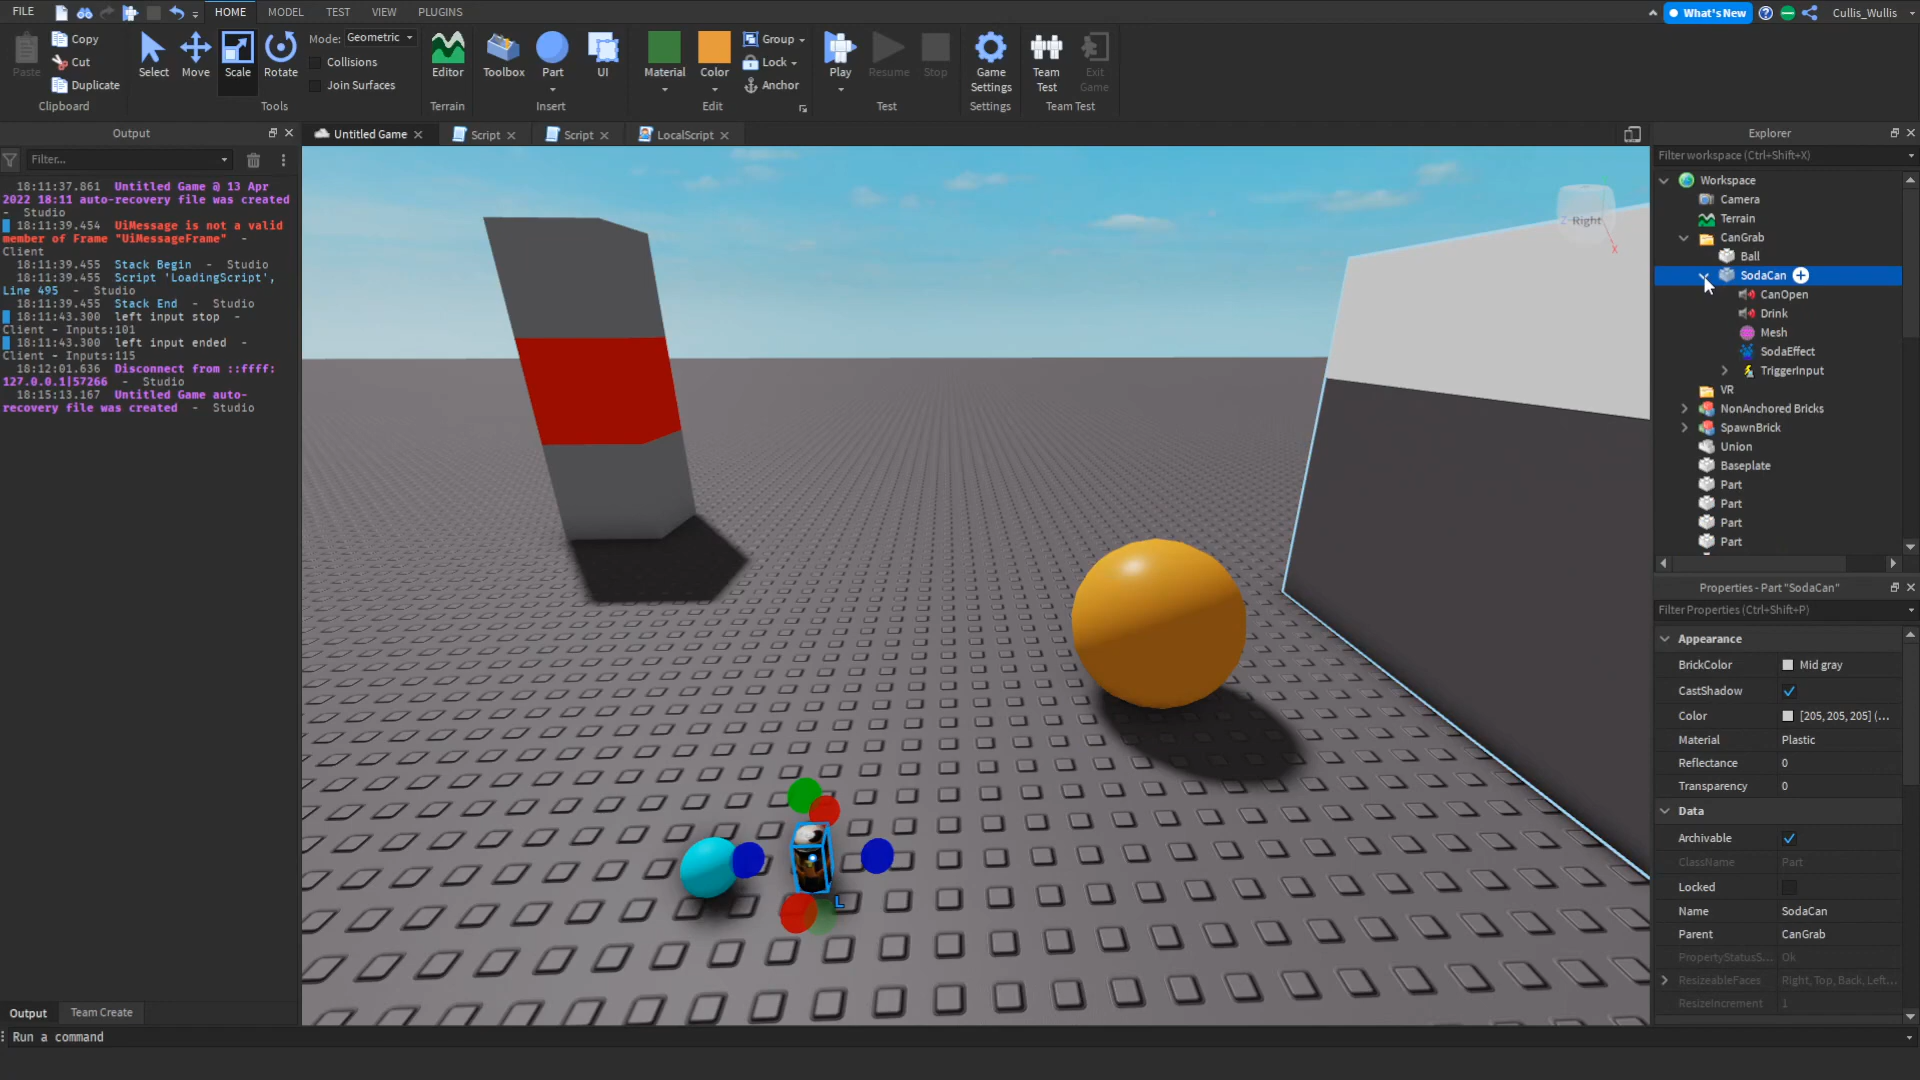 FILE
HOME
MODEL
TEST
VIEW
PLUGINS
What's New
Cullis_Wullis
Paste
Copy
Cut
Duplicate
Clipboard
Select
Move
Scale
Rotate
Mode: Geometric
Collisions
Join Surfaces
Tools
Editor
Terrain
Toolbox
Part
UI
Insert
Material
Color
Group
Lock
Anchor
Edit
Play
Resume
Stop
Test
Game
Settings
Settings
Team
Test
Exit
Game
Team Test
Output
Filter...
18:11:37.861 Untitled Game @ 13 Apr
2022 18:11 auto-recovery file was created
- Studio
18:11:39.454 UiMessage is not a valid
member of Frame "UiMessageFrame" -
Client
18:11:39.455 Stack Begin - Studio
18:11:39.455 Script 'LoadingScript',
Line 495 - Studio
18:11:39.455 Stack End - Studio
18:11:43.300 left input stop -
Client - Inputs:101
18:11:43.300 left input ended -
Client - Inputs:115
18:12:01.636 Disconnect from ::ffff:
127.0.0.1|57266 - Studio
18:15:13.167 Untitled Game auto-
recovery file was created - Studio
Output
Team Create
Run a command
Untitled Game
Script
Script
LocalScript
Z-
Right
X
L
Explorer
Filter workspace (Ctrl+Shift+X)
Workspace
Camera
Terrain
CanGrab
Ball
SodaCan
CanOpen
Drink
Mesh
SodaEffect
TriggerInput
VR
NonAnchored Bricks
SpawnBrick
Union
Baseplate
Part
Part
Part
Part
Properties - Part "SodaCan"
Filter Properties (Ctrl+Shift+P)
Appearance
BrickColor Mid gray
CastShadow
Color [205, 205, 205] (...
Material Plastic
Reflectance 0
Transparency 0
Data
Archivable
ClassName Part
Locked
Name SodaCan
Parent CanGrab
PropertyStatusS... Ok
ResizeableFaces Right, Top, Back, Left...
ResizeIncrement 1